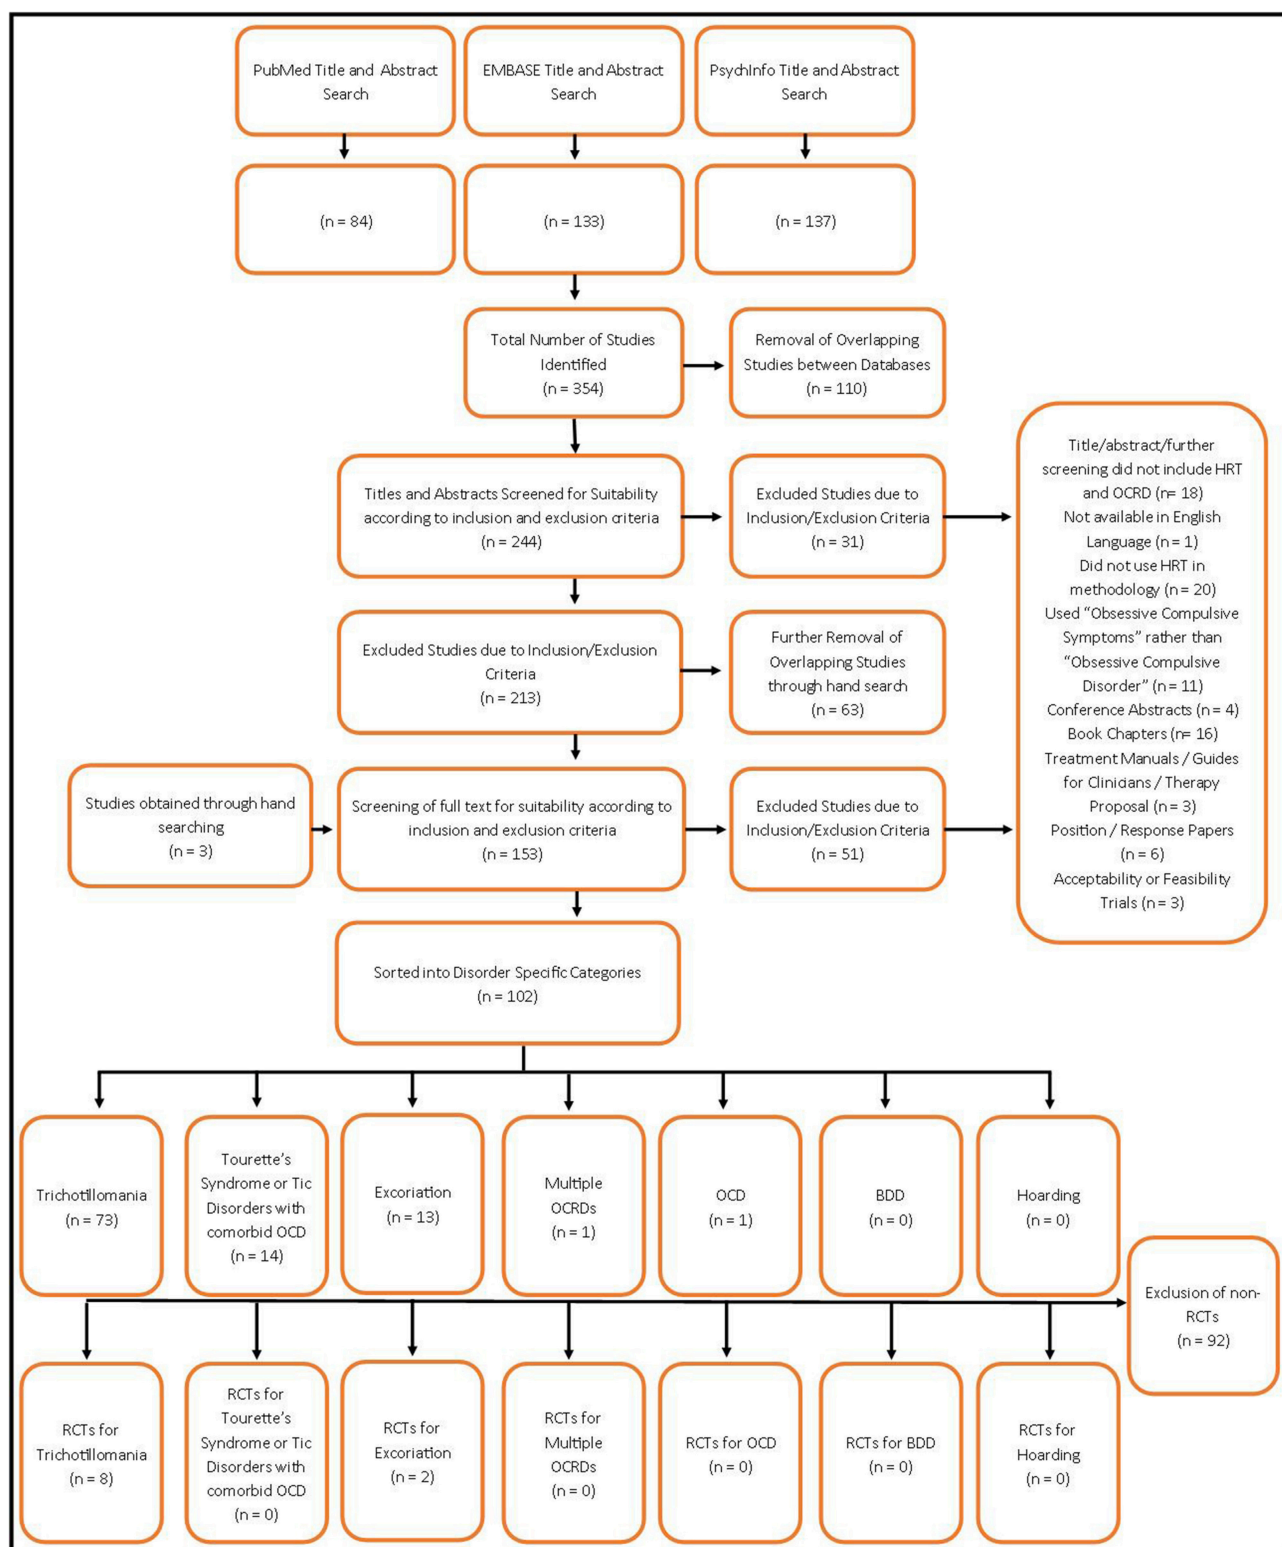 PubMed Title and Abstract
Search
EMBASE Title and Abstract
Search
PsychInfo Title and Abstract
Search
(n = 84)
(n = 133)
(n = 137)
Total Number of Studies
Identified
(n = 354)
Removal of Overlapping
Studies between Databases
(n = 110)
Titles and Abstracts Screened for Suitability
according to inclusion and exclusion criteria
(n = 244)
Excluded Studies due to
Inclusion/Exclusion Criteria
(n = 31)
Title/abstract/further
screening did not include HRT
and OCRD (n= 18)
Not available in English
Language (n = 1)
Did not use HRT in
methodology (n = 20)
Used “Obsessive Compulsive
Symptoms” rather than
“Obsessive Compulsive
Disorder” (n = 11)
Conference Abstracts (n = 4)
Book Chapters (n= 16)
Treatment Manuals / Guides
for Clinicians / Therapy
Proposal (n = 3)
Position / Response Papers
(n = 6)
Acceptability or Feasibility
Trials (n = 3)
Excluded Studies due to Inclusion/Exclusion
Criteria
(n = 213)
Further Removal of
Overlapping Studies
through hand search
(n = 63)
Studies obtained through hand
searching
(n = 3)
Screening of full text for suitability according to
inclusion and exclusion criteria
(n = 153)
Excluded Studies due to
Inclusion/Exclusion Criteria
(n = 51)
Sorted into Disorder Specific Categories
(n = 102)
Trichotillomania
(n = 73)
Tourette’s
Syndrome or Tic
Disorders with
comorbid OCD
(n = 14)
Excoriation
(n = 13)
Multiple
OCRDs
(n = 1)
OCD
(n = 1)
BDD
(n = 0)
Hoarding
(n = 0)
Exclusion of non-
RCTs
(n = 92)
RCTs for
Trichotillomania
(n = 8)
RCTs for
Tourette’s
Syndrome or Tic
Disorders with
comorbid OCD
(n = 0)
RCTs for
Excoriation
(n = 2)
RCTs for
Multiple
OCRDs
(n = 0)
RCTs for OCD
(n = 0)
RCTs for BDD
(n = 0)
RCTs for
Hoarding
(n = 0)